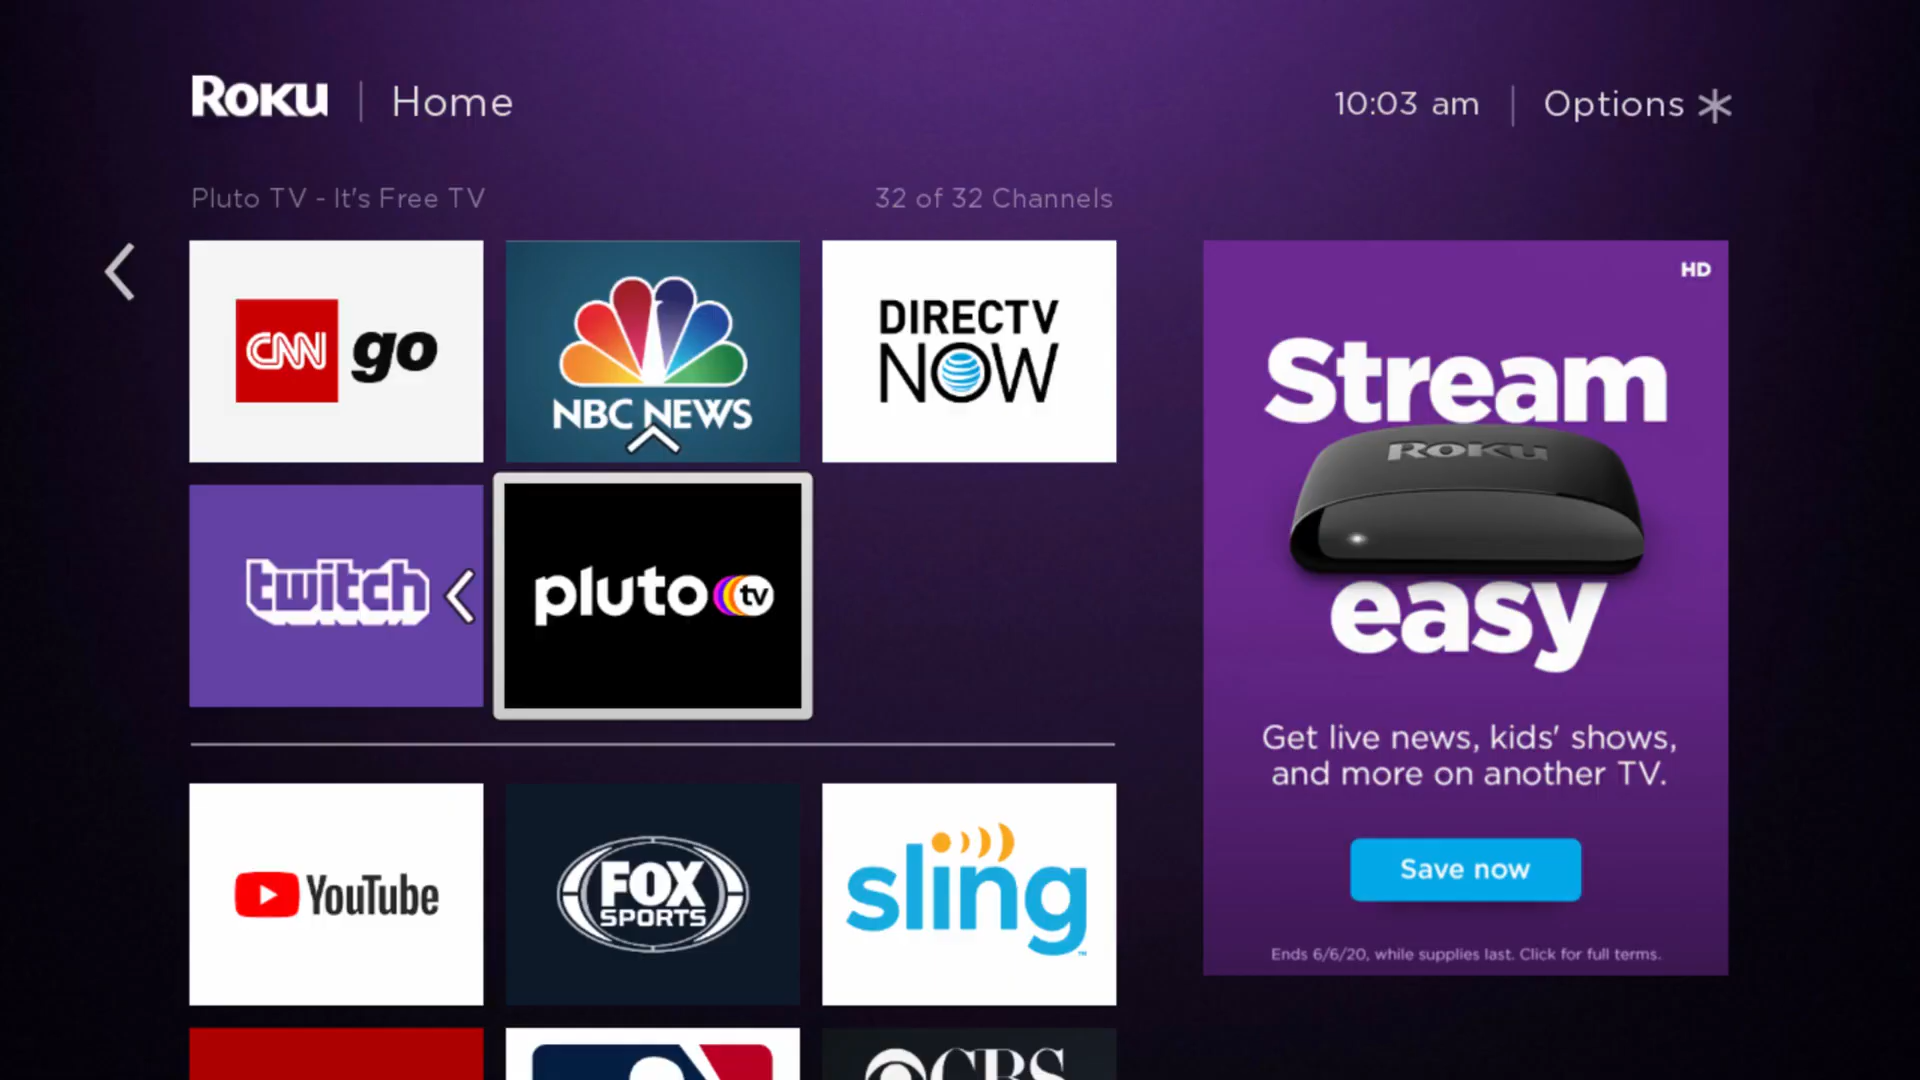 Roku | Home
10:03 am | Options
Pluto TV - It's Free TV
32 of 32 Channels
CNN go
NBC NEWS
DIRECTV
NOW
twitch
pluto tv
YouTube
FOX
SPORTS
sling
CBS
HD
Stream
ROKU
easy
Get live news, kids' shows,
and more on another TV.
Save now
Ends 6/6/20, while supplies last. Click for full terms.